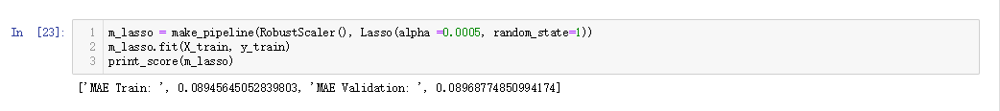 In [23]:
1 m_lasso = make_pipeline(RobustScaler(), Lasso(alpha =0.0005, random_state=1))
2 m_lasso.fit(X_train, y_train)
3 print_score(m_lasso)
['MAE Train: ', 0.08945645052839803, 'MAE Validation: ', 0.08968774850994174]